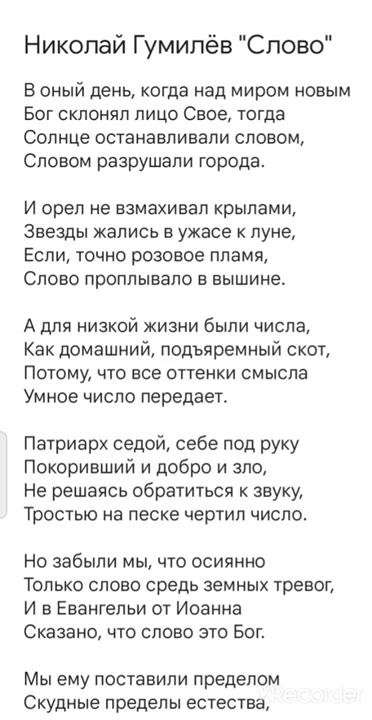 Николай Гумилёв "Слово"
В оный день, когда над миром новым
Бог склонял лицо Свое, тогда
Солнце останавливали словом,
Словом разрушали города.
И орел не взмахивал крылами,
Звезды жались в ужасе к луне,
Если, точно розовое пламя,
Слово проплывало в вышине.
А для низкой жизни были числа,
Как домашний, подъяремный скот,
Потому, что все оттенки смысла
Умное число передает.
Патриарх седой, себе под руку
Покоривший и добро и зло,
Не решаясь обратиться к звуку,
Тростью на песке чертил число.
Но забыли мы, что осиянно
Только слово средь земных тревог,
И в Евангельи от Иоанна
Сказано, что слово это Бог.
Мы ему поставили пределом
Скудные пределы естества,
XRecorder